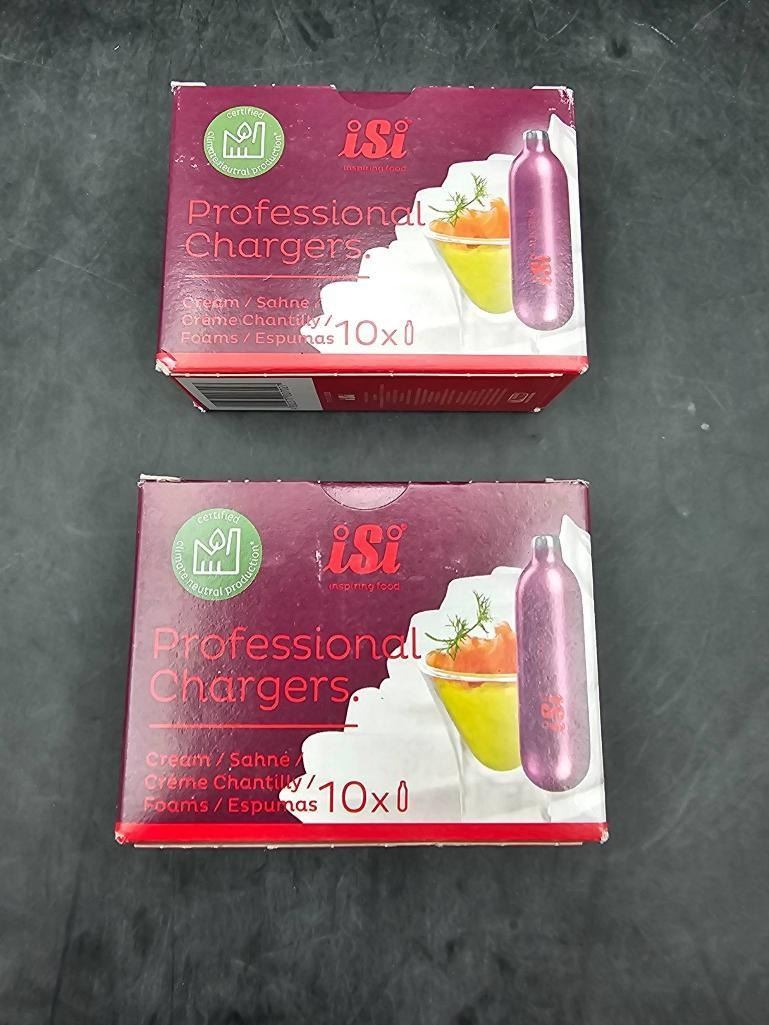 certified
climate neutral production*
iSi
inspiring food
Professional
Chargers.
Cream / Sahne /
Crème Chantilly /
Foams / Espumas 10x
iSi
certified
climate neutral production*
iSi
inspiring food
Professional
Chargers.
Cream / Sahne /
Crème Chantilly /
Foams / Espumas 10x
iSi